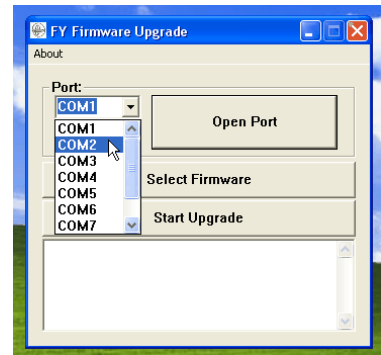 FY Firmware Upgrade
About
Port:
COM1
Open Port
COM1
COM2
COM3
COM4
COM5
COM6
COM7
Select Firmware
Start Upgrade